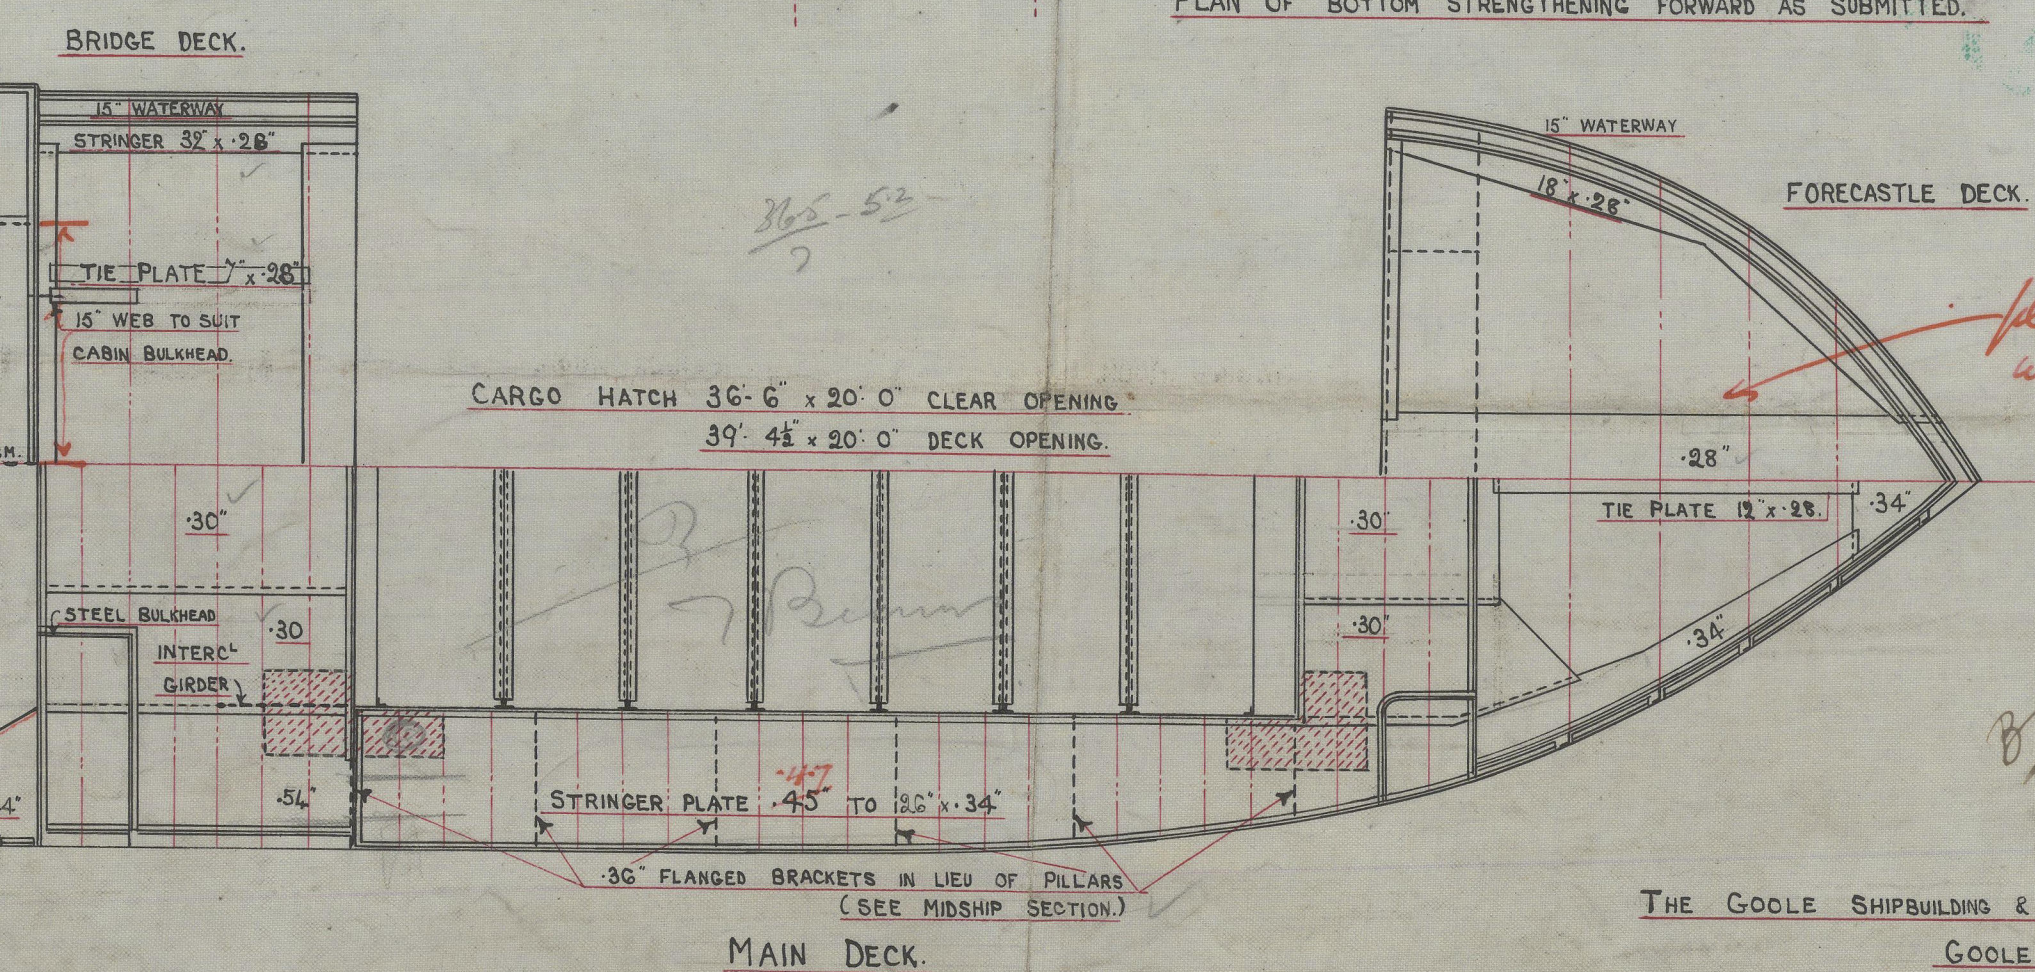 PLAN OF BOTTOM STRENGTHENING FORWARD AS SUBMITTED.
BRIDGE DECK.
15" WATERWAY
STRINGER 32" x .28"
TIE PLATE 7" x .28"
15" WEB TO SUIT
CABIN BULKHEAD.
15" WATERWAY
18" x .28"
FORECASTLE DECK.
CARGO HATCH 36'- 6" x 20'- 0" CLEAR OPENING
39'- 4½" x 20'- 0" DECK OPENING.
.28"
TIE PLATE 12" x .28.
.34"
.30"
.30"
STEEL BULKHEAD
.30
.30"
.34"
INTERC^L
GIRDER
.54"
.47
STRINGER PLATE .45" TO 26" x .34"
.36" FLANGED BRACKETS IN LIEU OF PILLARS
(SEE MIDSHIP SECTION.)
MAIN DECK.
THE GOOLE SHIPBUILDING &
GOOLE